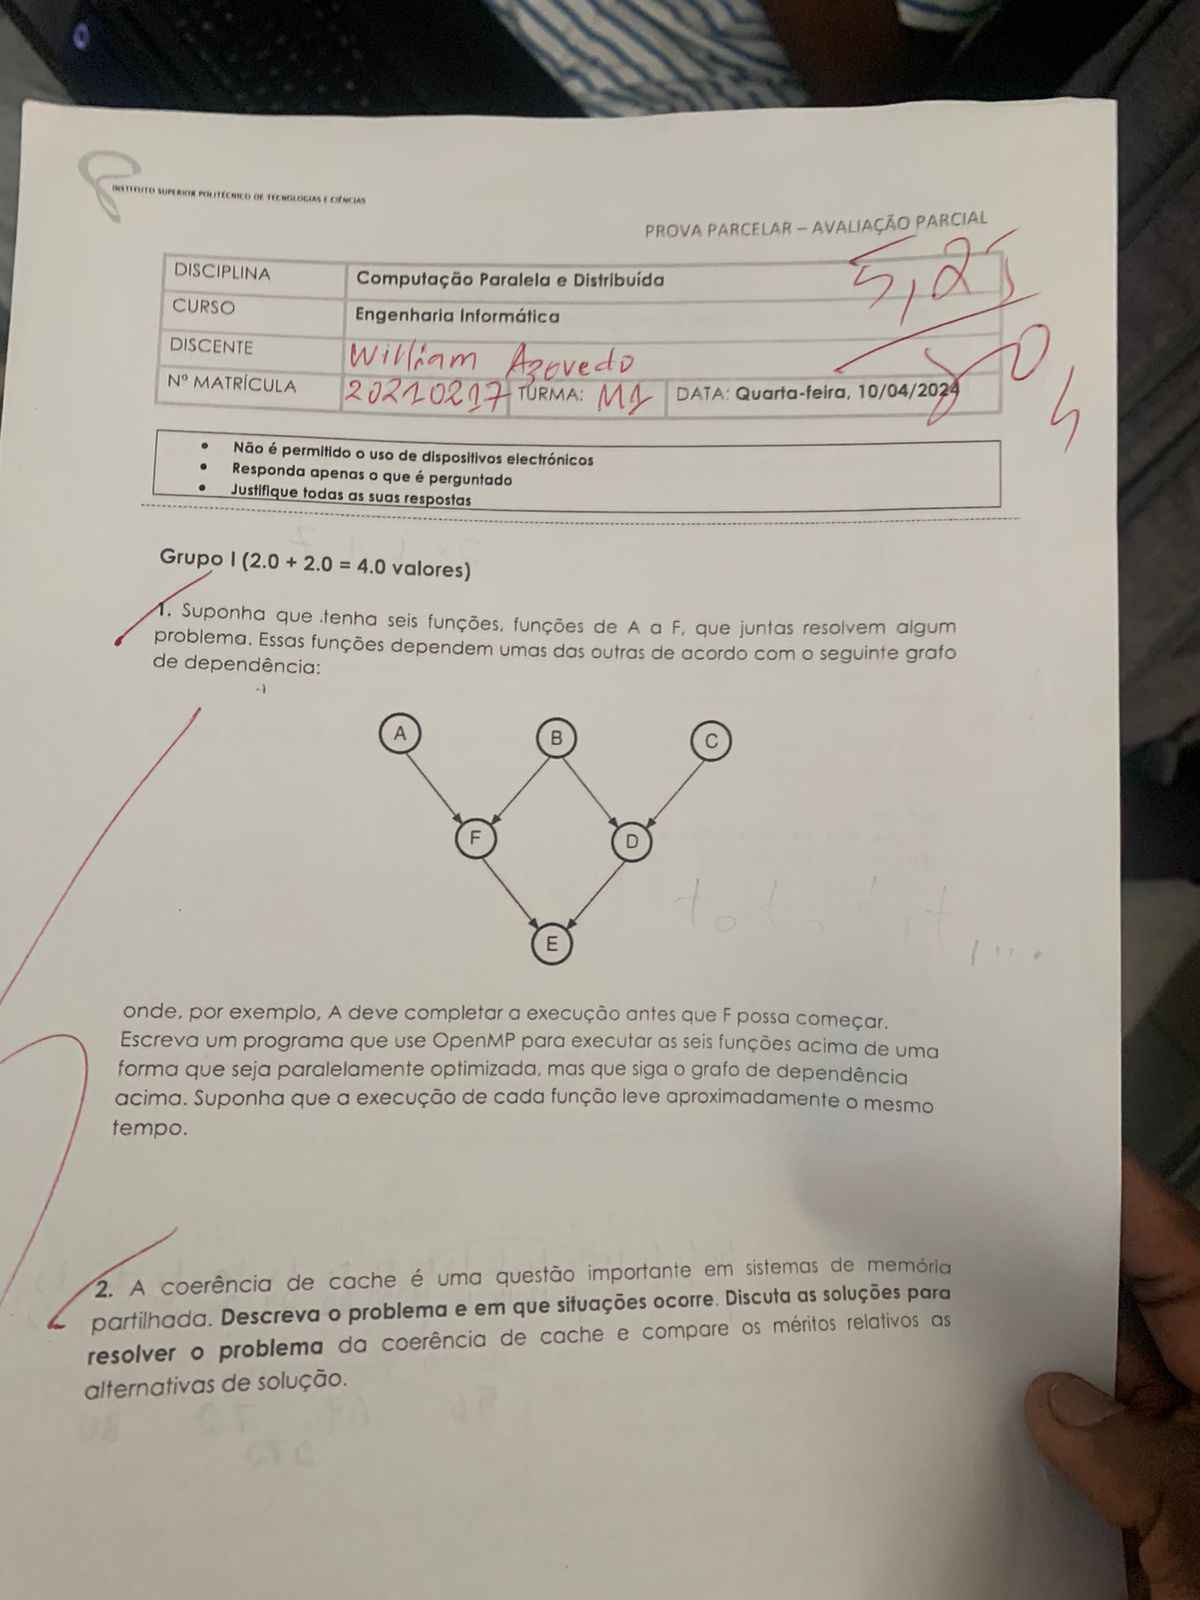 INSTITUTO SUPERIOR POLITÉCNICO DE TECNOLOGIAS E CIÊNCIAS
PROVA PARCELAR – AVALIAÇÃO PARCIAL
5,25
DISCIPLINA Computação Paralela e Distribuída
CURSO Engenharia Informática
DISCENTE William Azevedo
Nº MATRÍCULA 20210217 TURMA: M1 DATA: Quarta-feira, 10/04/2024
• Não é permitido o uso de dispositivos electrónicos
• Responda apenas o que é perguntado
• Justifique todas as suas respostas
Grupo I (2.0 + 2.0 = 4.0 valores)
1. Suponha que .tenha seis funções, funções de A a F, que juntas resolvem algum
problema. Essas funções dependem umas das outras de acordo com o seguinte grafo
de dependência:
A B C
F D
E
onde, por exemplo, A deve completar a execução antes que F possa começar.
Escreva um programa que use OpenMP para executar as seis funções acima de uma
forma que seja paralelamente optimizada, mas que siga o grafo de dependência
acima. Suponha que a execução de cada função leve aproximadamente o mesmo
tempo.
2. A coerência de cache é uma questão importante em sistemas de memória
partilhada. Descreva o problema e em que situações ocorre. Discuta as soluções para
resolver o problema da coerência de cache e compare os méritos relativos as
alternativas de solução.